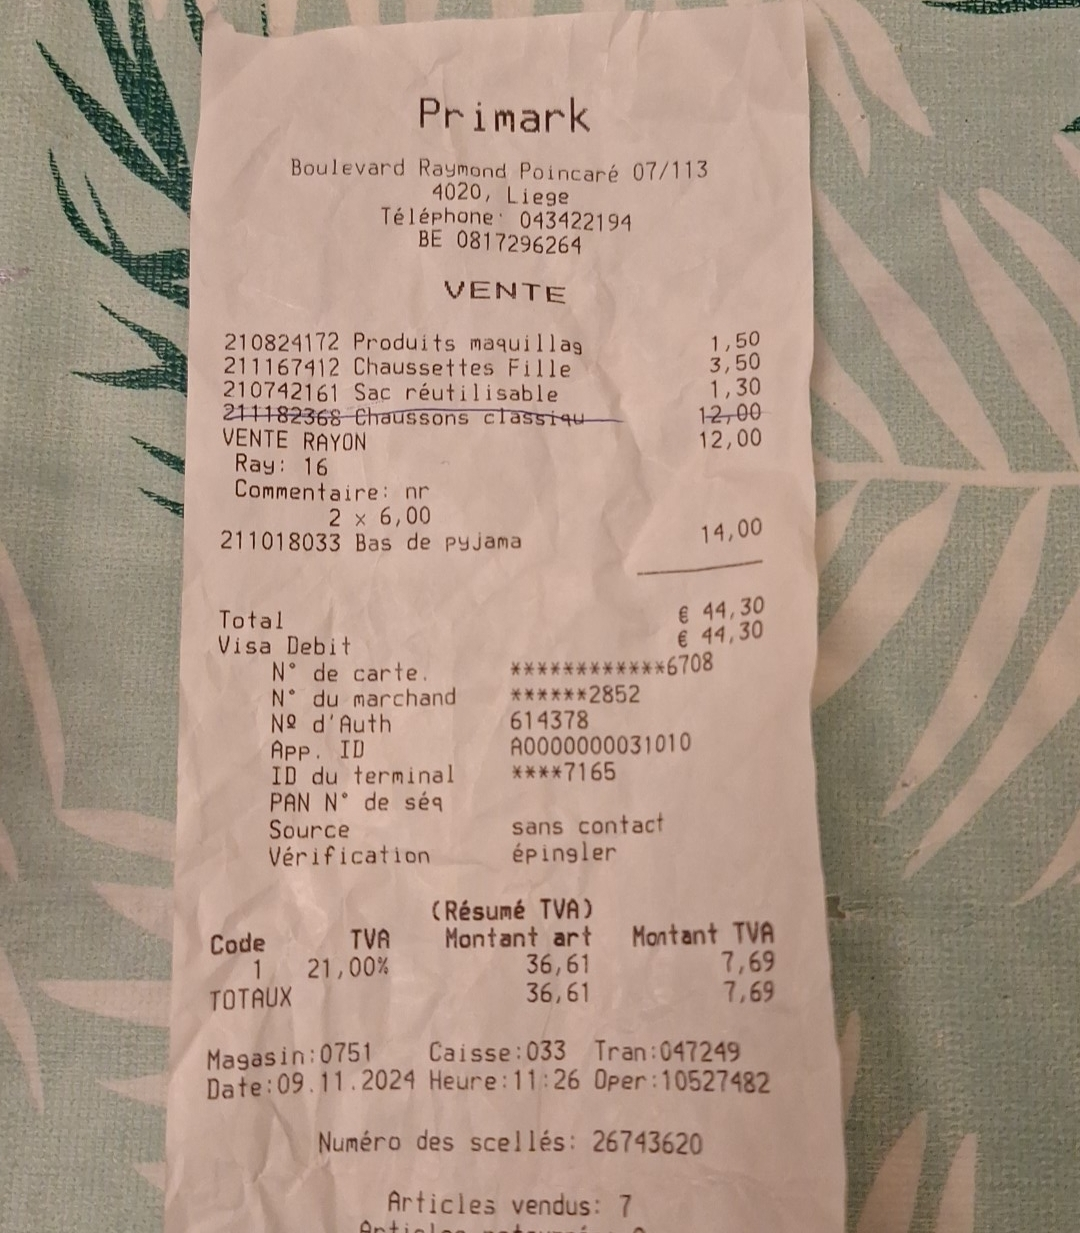 Primark
Boulevard Raymond Poincaré 07/113
4020, Liege
Téléphone: 043422194
BE 0817296264
VENTE
210824172 Produits maquillag 1,50
211167412 Chaussettes Fille 3,50
210742161 Sac réutilisable 1,30
211182368 Chaussons classiqu 12,00
VENTE RAYON 12,00
Ray: 16
Commentaire: nr
2 x 6,00
211018033 Bas de pyjama 14,00
Total € 44,30
Visa Debit € 44,30
N° de carte. ************6708
N° du marchand ******2852
Nº d'Auth 614378
App. ID A0000000031010
ID du terminal ****7165
PAN N° de séq
Source sans contact
Vérification épingler
(Résumé TVA)
Code TVA Montant art Montant TVA
1 21,00% 36,61 7,69
TOTAUX 36,61 7,69
Magasin:0751 Caisse:033 Tran:047249
Date:09.11.2024 Heure:11:26 Oper:10527482
Numéro des scellés: 26743620
Articles vendus: 7